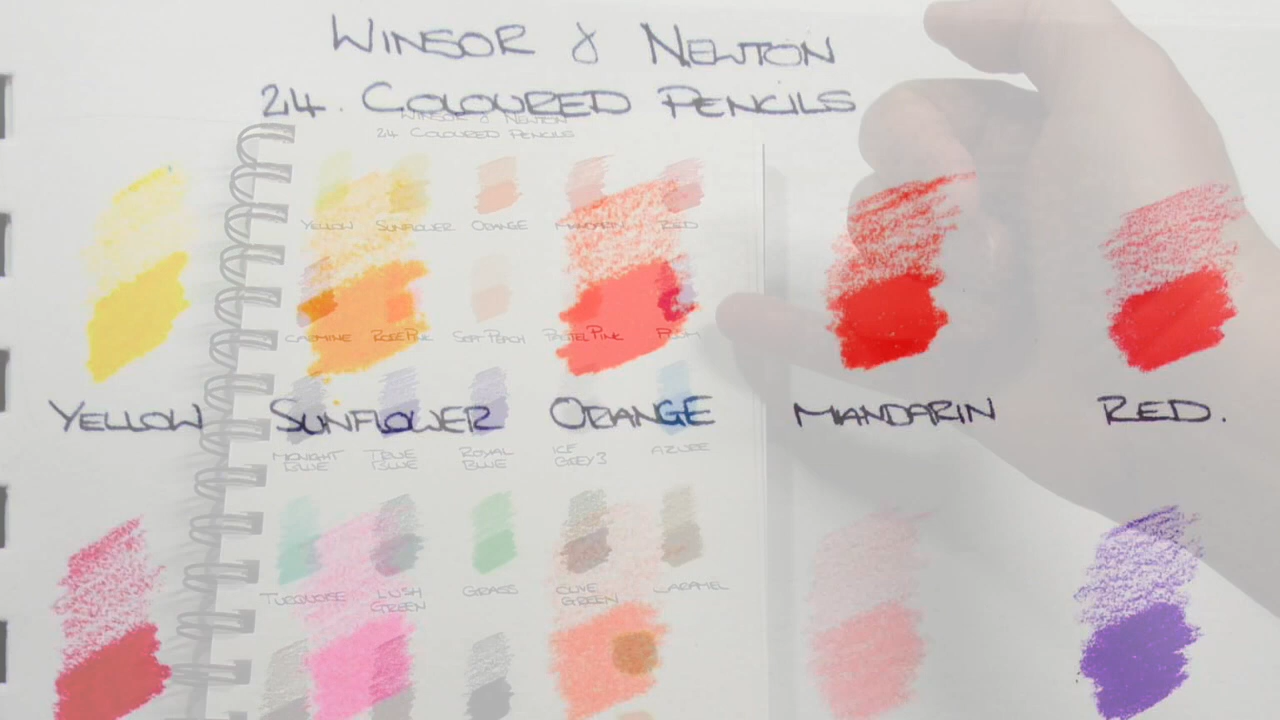 WINSOR & NEWTON
24. COLOURED PENCILS
WINSOR & NEWTON
24 COLOURED PENCILS
YELLOW SUNFLOWER ORANGE MANDARIN RED
CARMINE ROSE PINK SOFT PEACH PASTEL PINK PLUM
YELLOW SUNFLOWER ORANGE MANDARIN RED.
MIDNIGHT BLUE TRUE BLUE ROYAL BLUE ICE GREY 3 AZURE
TURQUOISE LUSH GREEN GRASS OLIVE GREEN CARAMEL